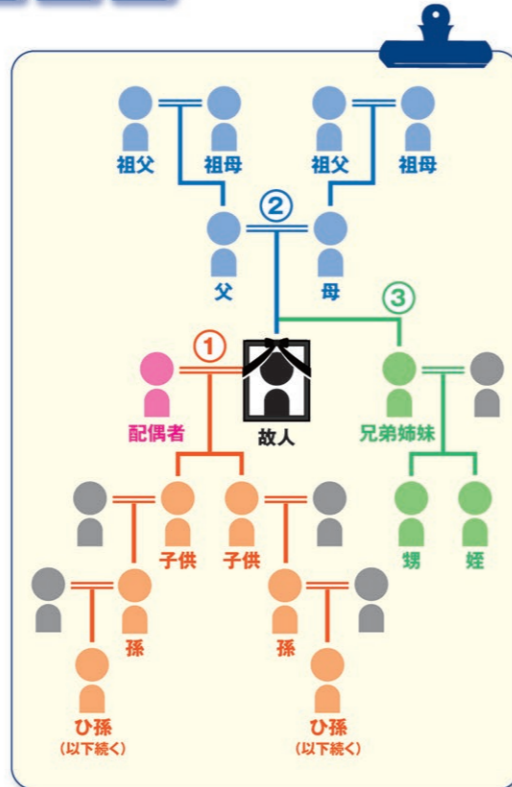 祖父 祖母 祖父 祖母
②
父 母
③
①
配偶者 故人 兄弟姉妹
子供 子供 甥 姪
孫 孫
ひ孫 ひ孫
(以下続く) (以下続く)